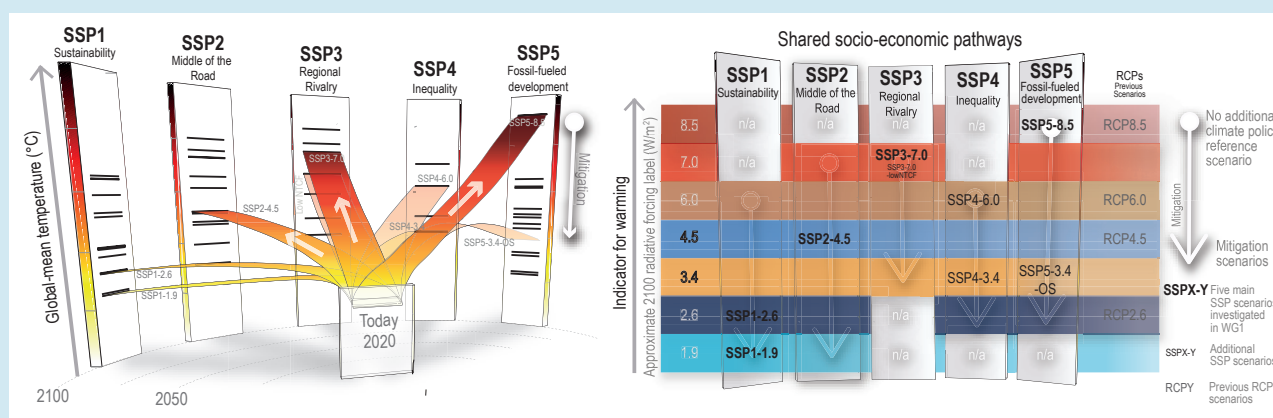 SSP1
Sustainability
SSP2
Middle of the
Road
SSP3
Regional
Rivalry
SSP4
Inequality
SSP5
Fossil-fueled
development
Global-mean temperature (°C)
SSP5-8.5
SSP3-7.0
LowNTCF
SSP4-6.0
SSP2-4.5
SSP5-3.4-OS
SSP1-2.6
SSP1-1.9
Mitigation
Today
2020
2100
2050
Shared socio-economic pathways
SSP1
Sustainability
SSP2
Middle of the
Road
SSP3
Regional
Rivalry
SSP4
Inequality
SSP5
Fossil-fueled
development
RCPs
Previous
Scenarios
Indicator for warming
Approximate 2100 radiative forcing label (W/m²)
8.5 n/a n/a n/a n/a SSP5-8.5 RCP8.5
7.0 n/a SSP3-7.0 n/a
SSP3-7.0
-lowNTCF
6.0 SSP4-6.0 RCP6.0
4.5 SSP2-4.5 RCP4.5
3.4 SSP4-3.4 SSP5-3.4
-OS
2.6 SSP1-2.6 n/a RCP2.6
1.9 SSP1-1.9 n/a n/a n/a
No additional
climate policy
reference
scenario
Mitigation
Mitigation
scenarios
SSPX-Y Five main
SSP scenarios
investigated
in WG1
SSPX-Y Additional
SSP scenarios
RCPY Previous RCP
scenarios